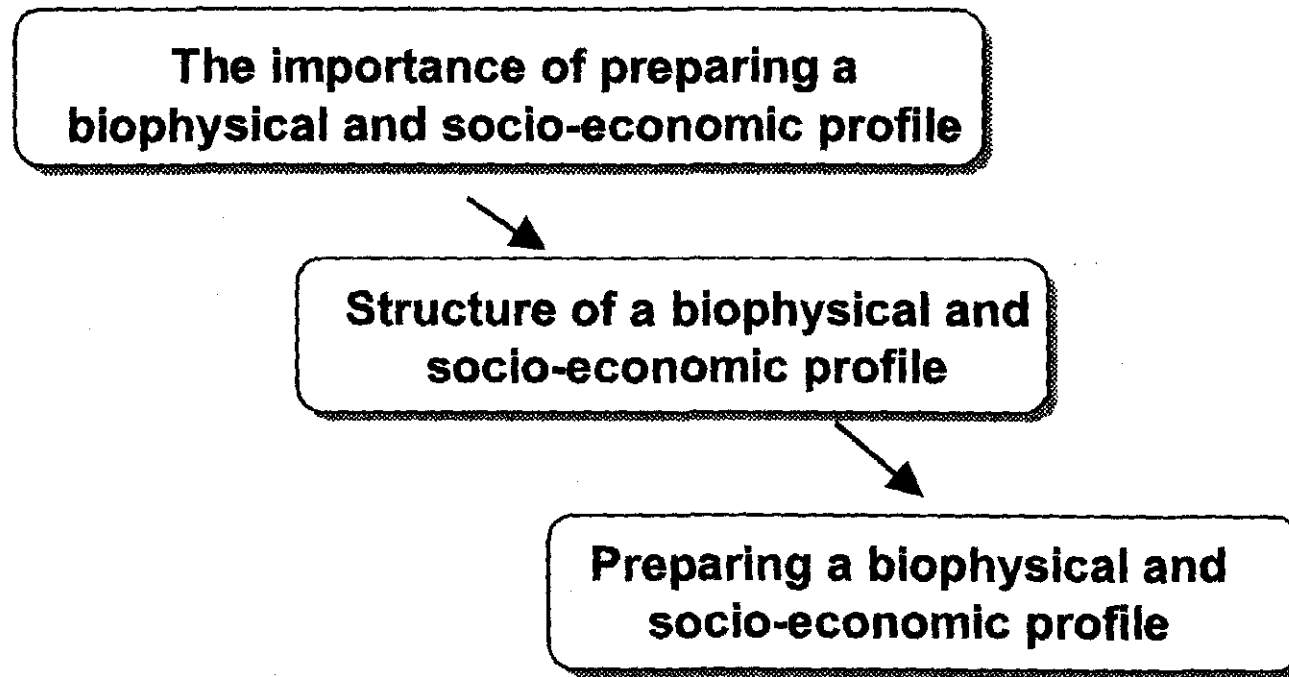 The importance of preparing a
biophysical and socio-economic profile
Structure of a biophysical and
socio-economic profile
Preparing a biophysical and
socio-economic profile